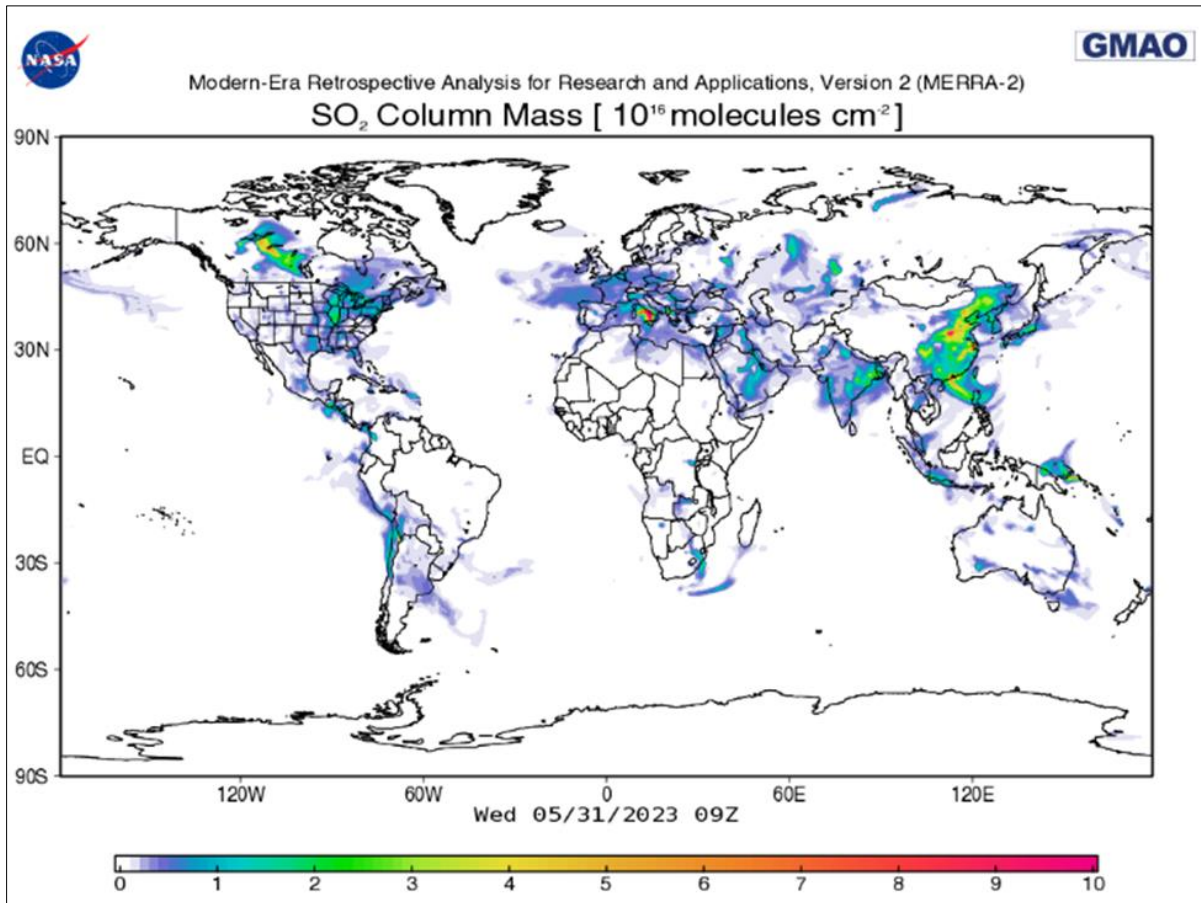 NASA
GMAO
Modern-Era Retrospective Analysis for Research and Applications, Version 2 (MERRA-2)
SO₂ Column Mass [ 10¹⁶ molecules cm⁻² ]
90N
60N
30N
EQ
30S
60S
90S
120W 60W 0 60E 120E
Wed 05/31/2023 09Z
0 1 2 3 4 5 6 7 8 9 10